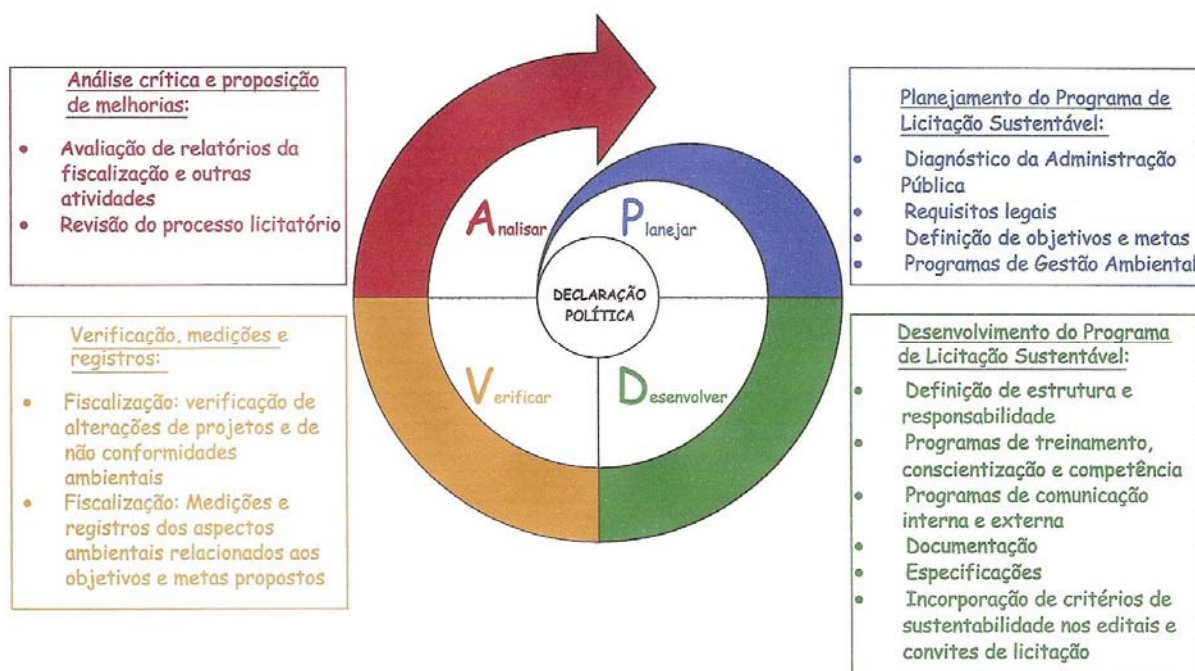 Análise crítica e proposição
de melhorias:
• Avaliação de relatórios da
fiscalização e outras
atividades
• Revisão do processo licitatório
Verificação, medições e
registros:
• Fiscalização: verificação de
alterações de projetos e de
não conformidades
ambientais
• Fiscalização: Medições e
registros dos aspectos
ambientais relacionados aos
objetivos e metas propostos
Analisar
Planejar
DECLARAÇÃO
POLÍTICA
Verificar
Desenvolver
Planejamento do Programa de
Licitação Sustentável:
• Diagnóstico da Administração
Pública
• Requisitos legais
• Definição de objetivos e metas
• Programas de Gestão Ambiental
Desenvolvimento do Programa
de Licitação Sustentável:
• Definição de estrutura e
responsabilidade
• Programas de treinamento,
conscientização e competência
• Programas de comunicação
interna e externa
• Documentação
• Especificações
• Incorporação de critérios de
sustentabilidade nos editais e
convites de licitação